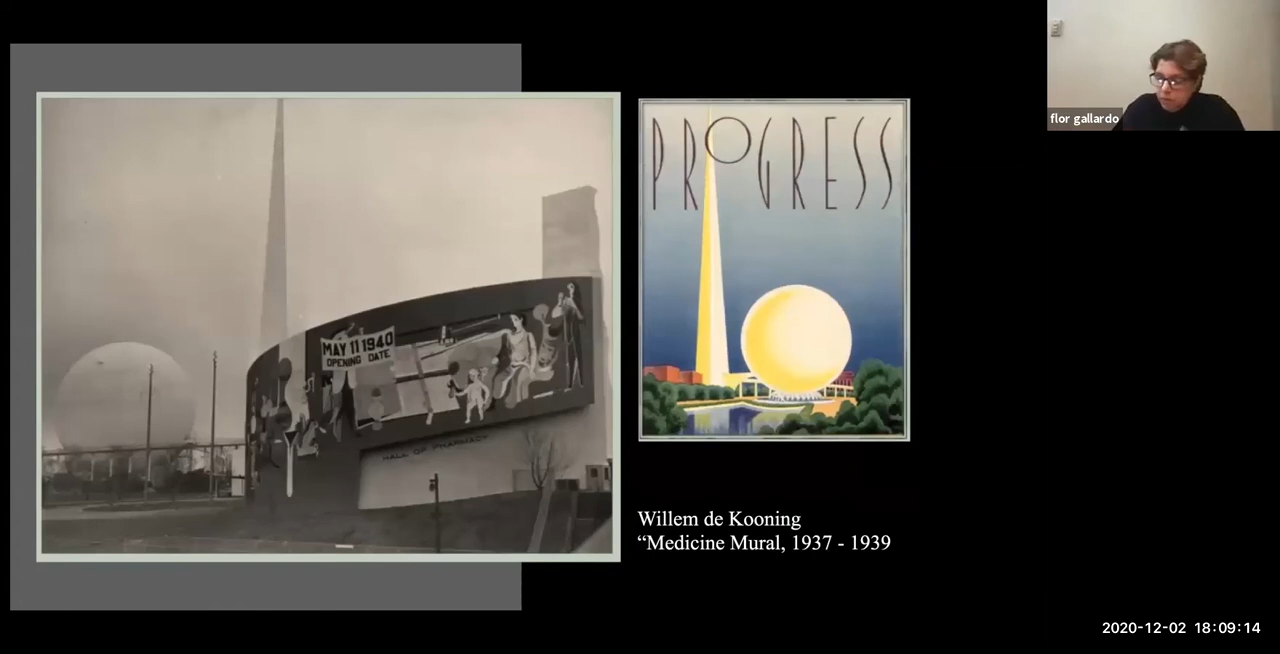 flor gallardo
PROGRESS
MAY 11 1940
OPENING DATE
HALL OF PHARMACY
Willem de Kooning
“Medicine Mural, 1937 - 1939
2020-12-02 18:09:14